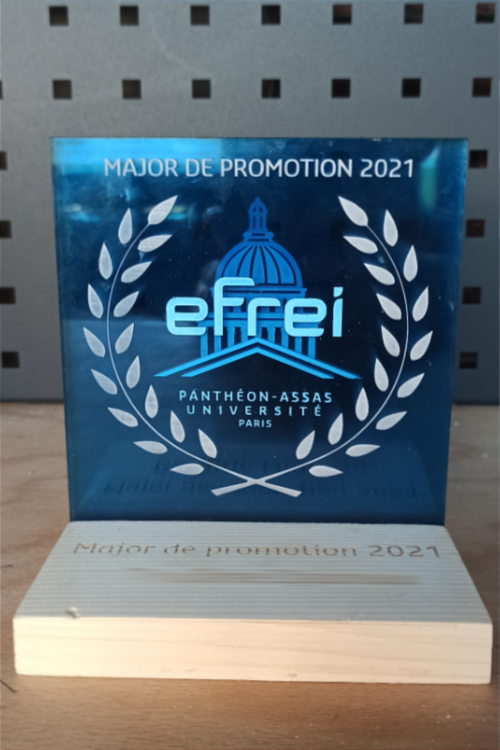 MAJOR DE PROMOTION 2021
efrei
PANTHÉON-ASSAS
UNIVERSITÉ
PARIS
Major de promotion 2021